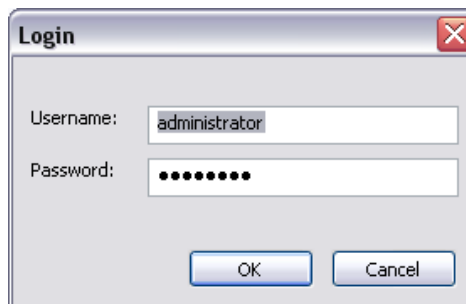 Login
Username: administrator
Password: ●●●●●●●●
OK Cancel